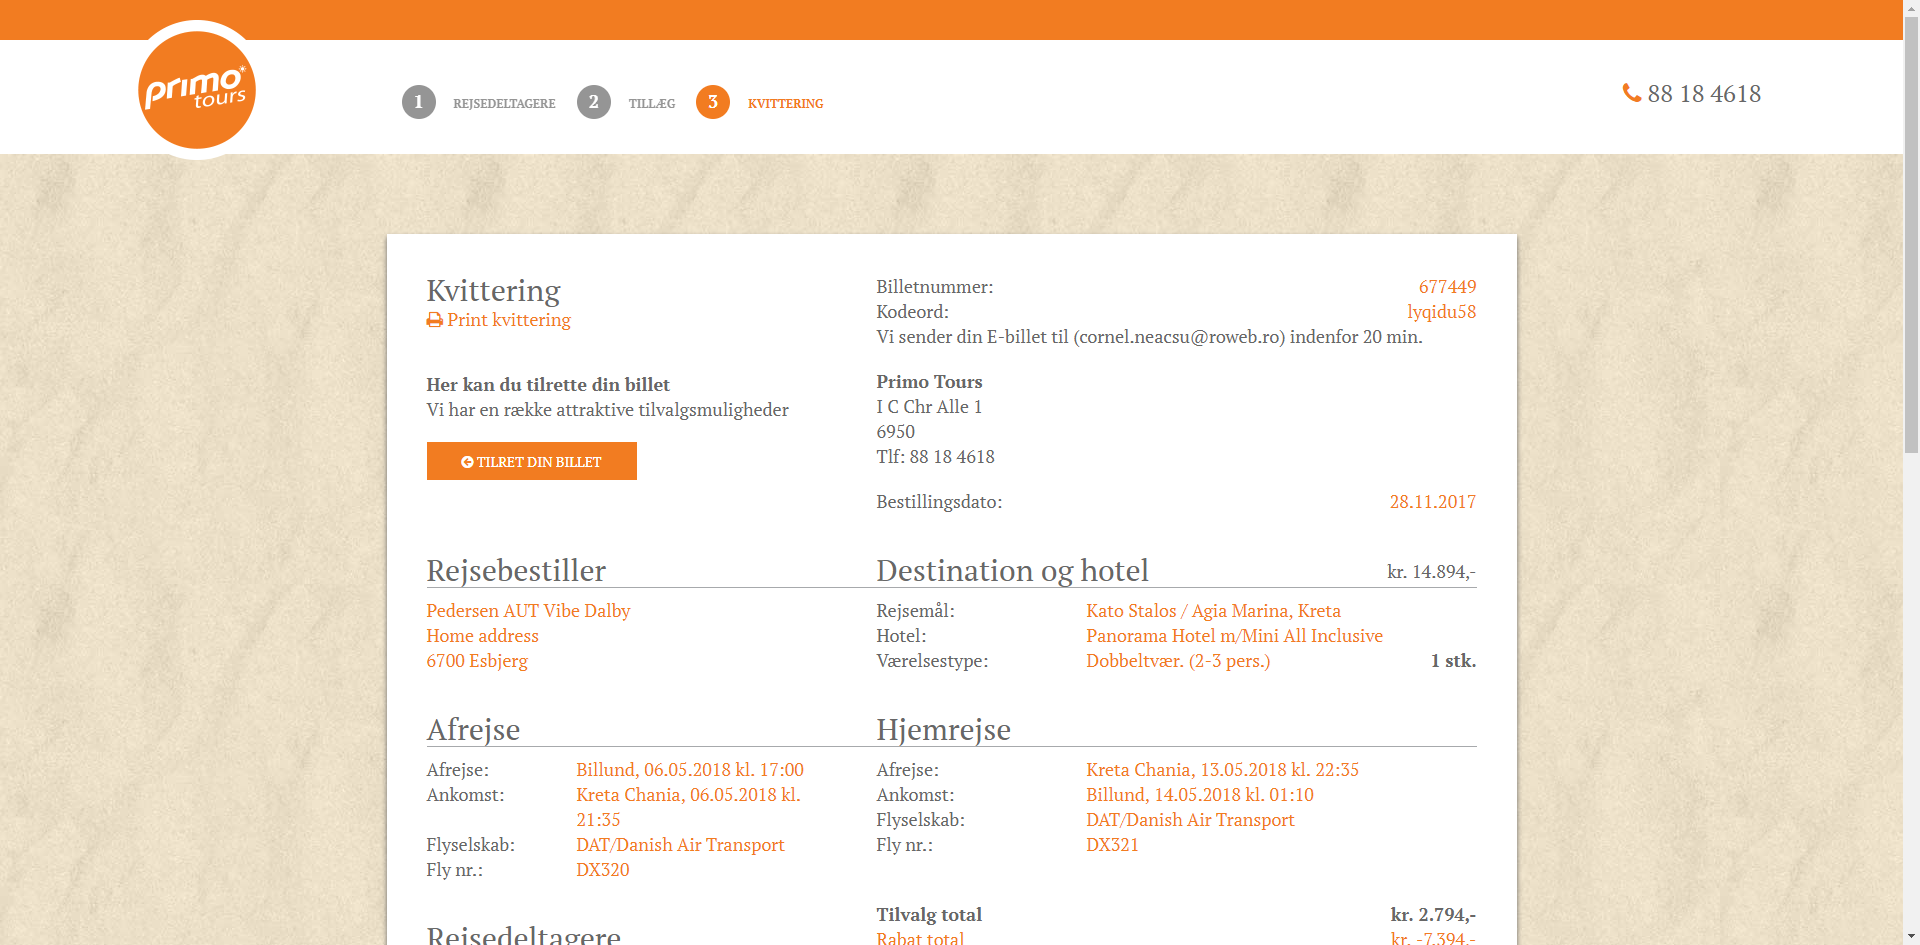 primo
tours
1 REJSEDELTAGERE 2 TILLÆG 3 KVITTERING
88 18 4618
Kvittering
Print kvittering
Her kan du tilrette din billet
Vi har en række attraktive tilvalgsmuligheder
TILRET DIN BILLET
Billetnummer: 677449
Kodeord: lyqidu58
Vi sender din E-billet til (cornel.neacsu@roweb.ro) indenfor 20 min.
Primo Tours
I C Chr Alle 1
6950
Tlf: 88 18 4618
Bestillingsdato: 28.11.2017
Rejsebestiller
Pedersen AUT Vibe Dalby
Home address
6700 Esbjerg
Destination og hotel kr. 14.894,-
Rejsemål: Kato Stalos / Agia Marina, Kreta
Hotel: Panorama Hotel m/Mini All Inclusive
Værelsestype: Dobbeltvær. (2-3 pers.) 1 stk.
Afrejse
Afrejse: Billund, 06.05.2018 kl. 17:00
Ankomst: Kreta Chania, 06.05.2018 kl.
21:35
Flyselskab: DAT/Danish Air Transport
Fly nr.: DX320
Hjemrejse
Afrejse: Kreta Chania, 13.05.2018 kl. 22:35
Ankomst: Billund, 14.05.2018 kl. 01:10
Flyselskab: DAT/Danish Air Transport
Fly nr.: DX321
Rejsedeltagere
Tilvalg total kr. 2.794,-
Rabat total kr. -7.394,-